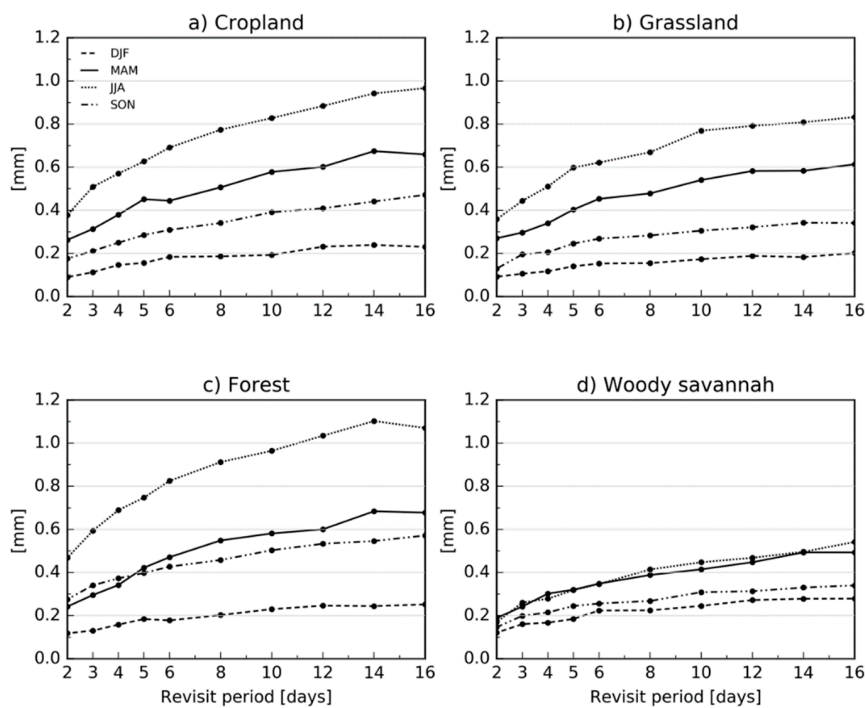 a) Cropland
b) Grassland
DJF
MAM
JJA
SON
[mm]
1.2
1.0
0.8
0.6
0.4
0.2
0.0
2 3 4 5 6 8 10 12 14 16
[mm]
1.2
1.0
0.8
0.6
0.4
0.2
0.0
2 3 4 5 6 8 10 12 14 16
c) Forest
d) Woody savannah
[mm]
1.2
1.0
0.8
0.6
0.4
0.2
0.0
2 3 4 5 6 8 10 12 14 16
Revisit period [days]
[mm]
1.2
1.0
0.8
0.6
0.4
0.2
0.0
2 3 4 5 6 8 10 12 14 16
Revisit period [days]